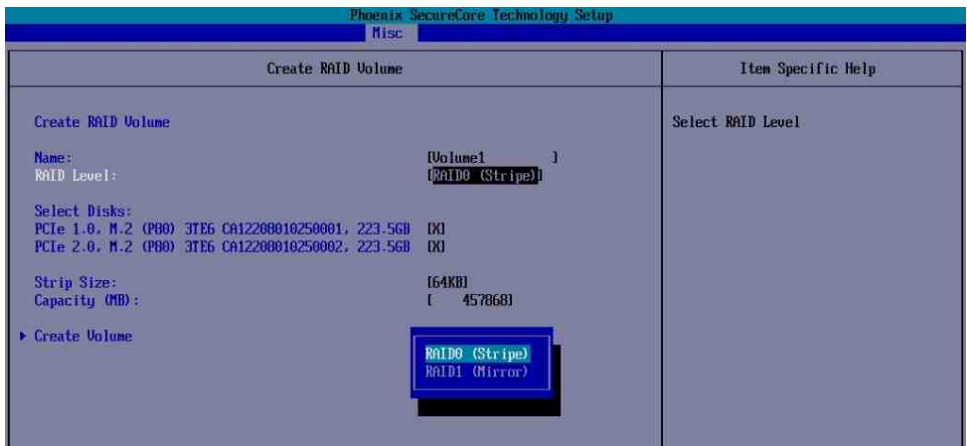 Phoenix SecureCore Technology Setup
Misc
Create RAID Volume
Item Specific Help
Create RAID Volume
Select RAID Level
Name: [Volume1 ]
RAID Level: [RAID0 (Stripe)]
Select Disks:
PCIe 1.0, M.2 (P80) 3TE6 CA12208010250001, 223.5GB [X]
PCIe 2.0, M.2 (P80) 3TE6 CA12208010250002, 223.5GB [X]
Strip Size: [64KB]
Capacity (MB): [ 457868]
Create Volume
RAID0 (Stripe)
RAID1 (Mirror)